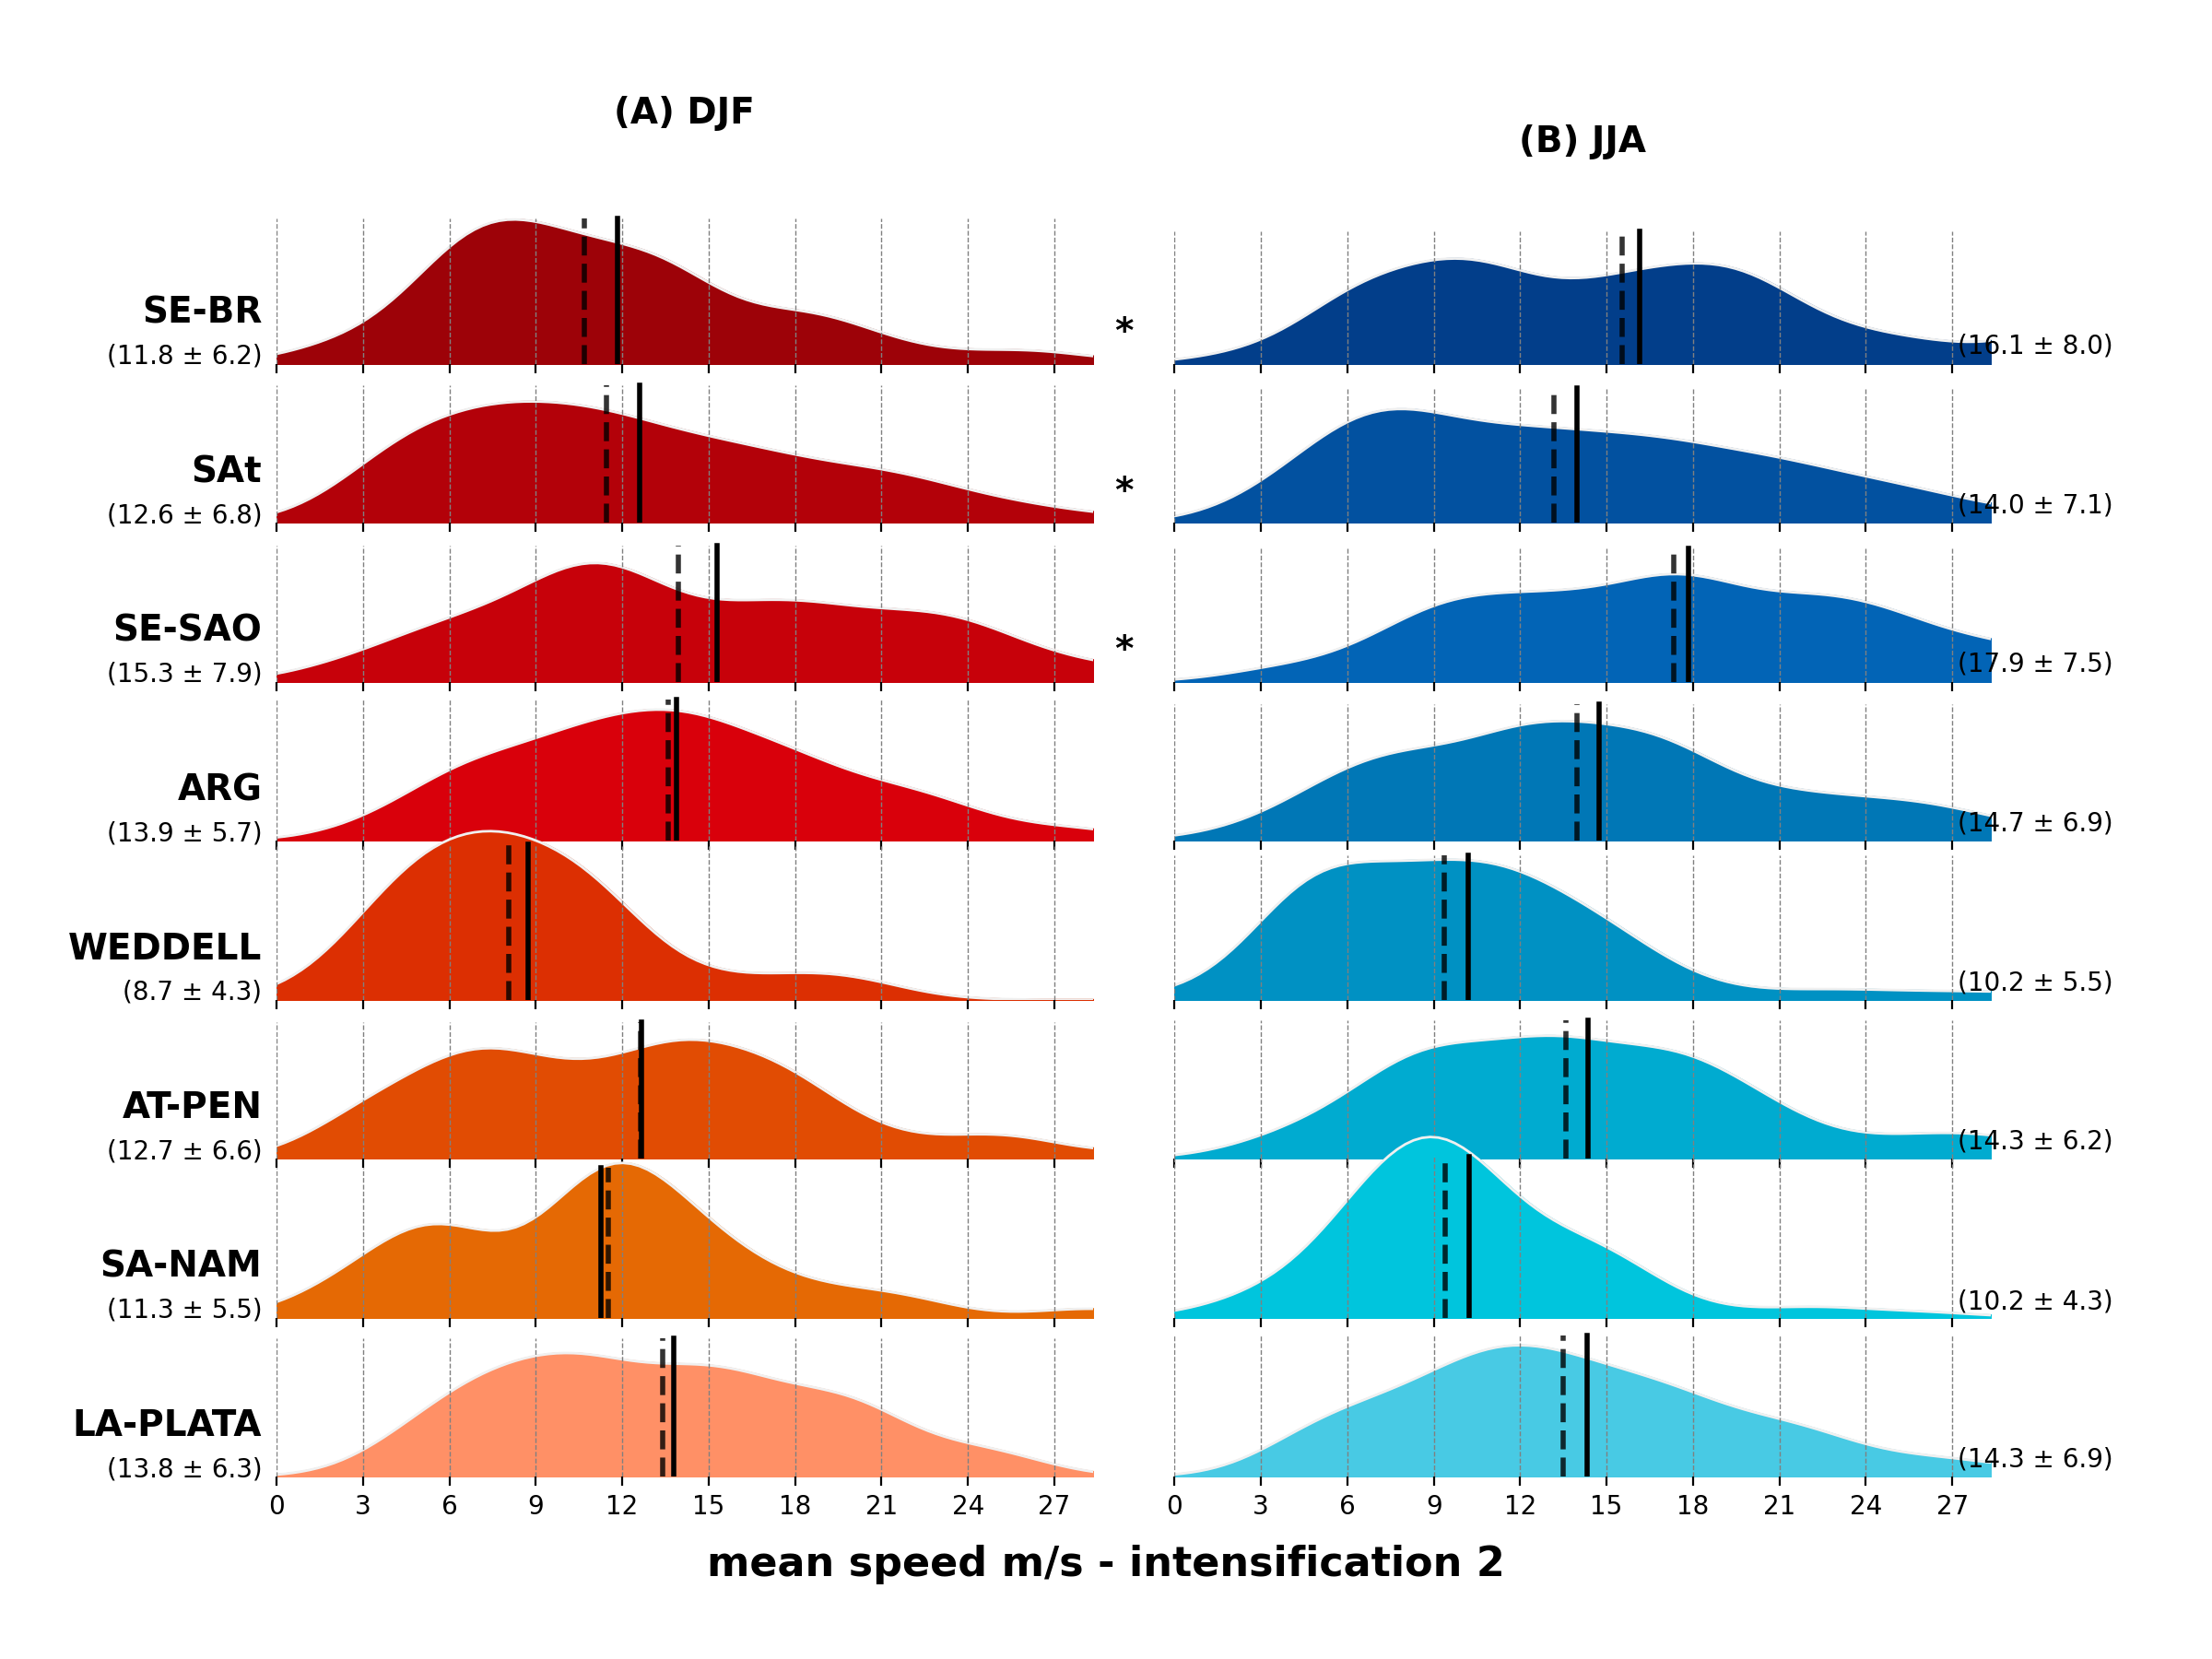 (A) DJF
(B) JJA
SE-BR
(11.8 ± 6.2)
*
(16.1 ± 8.0)
SAt
(12.6 ± 6.8)
*
(14.0 ± 7.1)
SE-SAO
(15.3 ± 7.9)
*
(17.9 ± 7.5)
ARG
(13.9 ± 5.7)
(14.7 ± 6.9)
WEDDELL
(8.7 ± 4.3)
(10.2 ± 5.5)
AT-PEN
(12.7 ± 6.6)
(14.3 ± 6.2)
SA-NAM
(11.3 ± 5.5)
(10.2 ± 4.3)
LA-PLATA
(13.8 ± 6.3)
(14.3 ± 6.9)
0 3 6 9 12 15 18 21 24 27
0 3 6 9 12 15 18 21 24 27
mean speed m/s - intensification 2